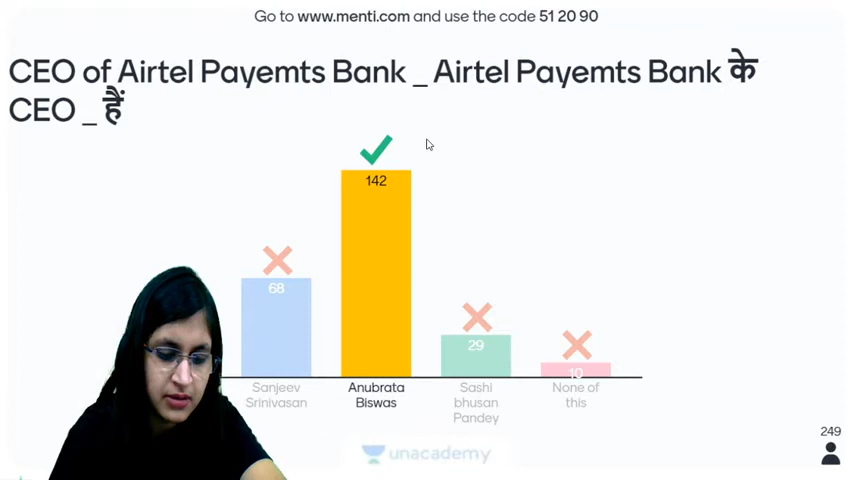 Go to www.menti.com and use the code 51 20 90
CEO of Airtel Payemts Bank _ Airtel Payemts Bank के
CEO _ हैं
142
68
29
10
Sanjeev
Srinivasan
Anubrata
Biswas
Sashi
bhusan
Pandey
None of
this
249
unacademy